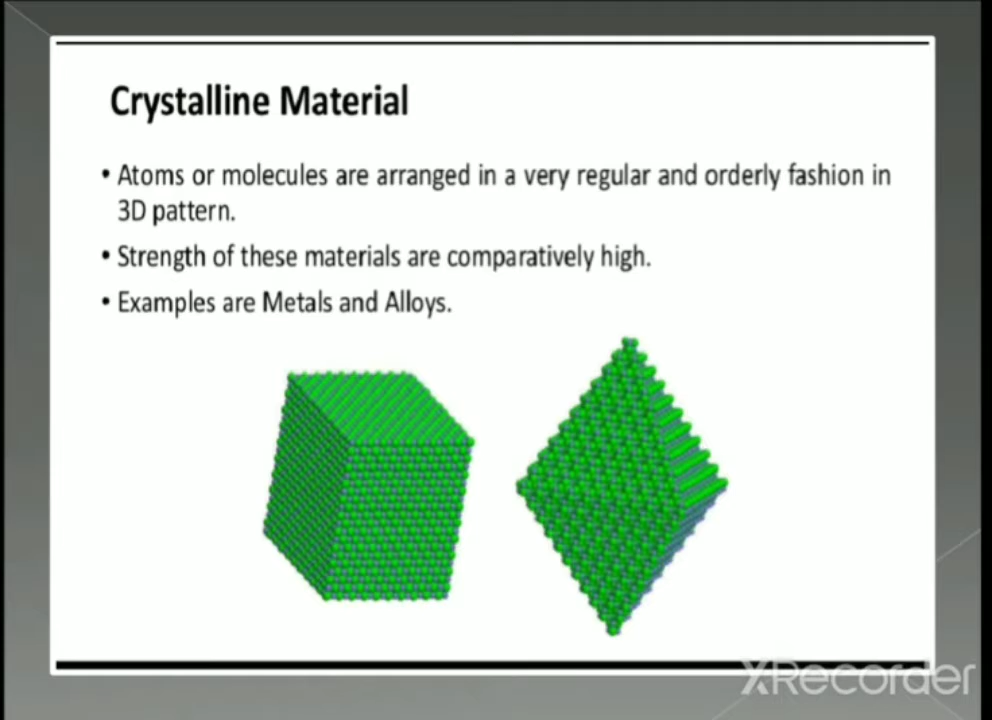 Crystalline Material
• Atoms or molecules are arranged in a very regular and orderly fashion in
3D pattern.
• Strength of these materials are comparatively high.
• Examples are Metals and Alloys.
XRecorder